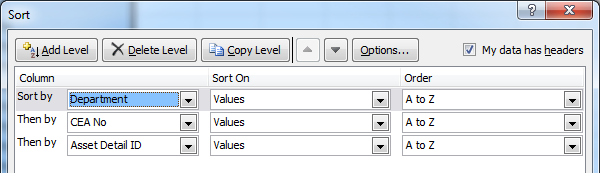 Sort
Add Level Delete Level Copy Level Options... My data has headers
Column Sort On Order
Sort by Department Values A to Z
Then by CEA No Values A to Z
Then by Asset Detail ID Values A to Z